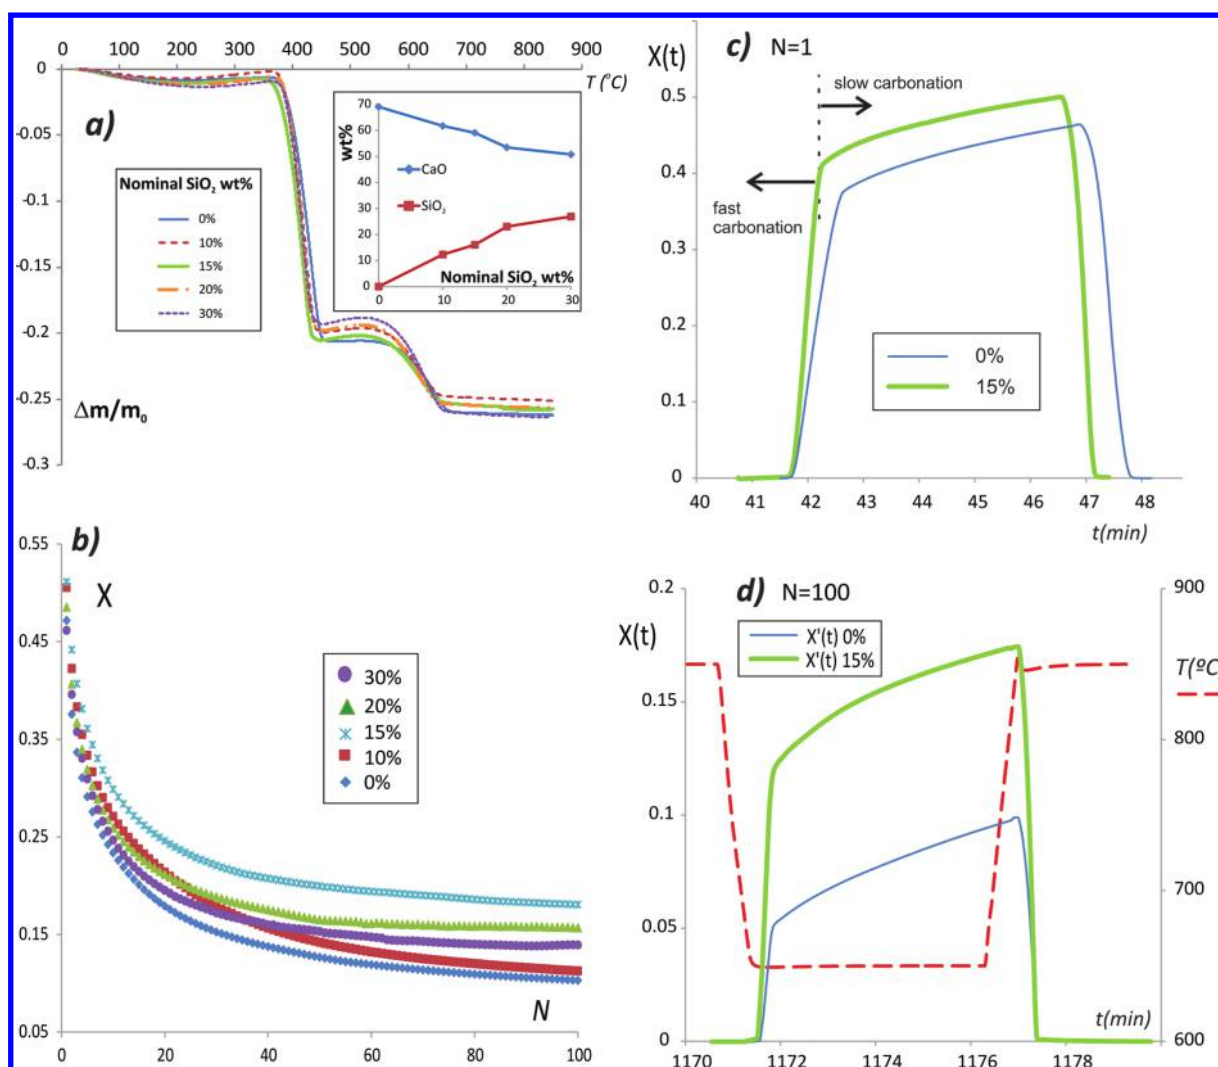 0 100 200 300 400 500 600 700 800 900
T (°C)
0
-0.05
-0.1
-0.15
-0.2
-0.25
-0.3
a)
Nominal SiO₂ wt%
0%
10%
15%
20%
30%
Δm/m₀
70
60
50
40
30
20
10
0
wt%
CaO
SiO₂
Nominal SiO₂ wt%
0 10 20 30
b)
X
0.55
0.45
0.35
0.25
0.15
0.05
30%
20%
15%
10%
0%
N
0 20 40 60 80 100
c) N=1
X(t)
0.5
0.4
0.3
0.2
0.1
0
slow carbonation
fast
carbonation
0%
15%
40 41 42 43 44 45 46 47 48
t(min)
d) N=100
X(t)
0.2
0.15
0.1
0.05
0
X'(t) 0%
X'(t) 15%
900
T(ºC
800
700
600
t(min)
1170 1172 1174 1176 1178